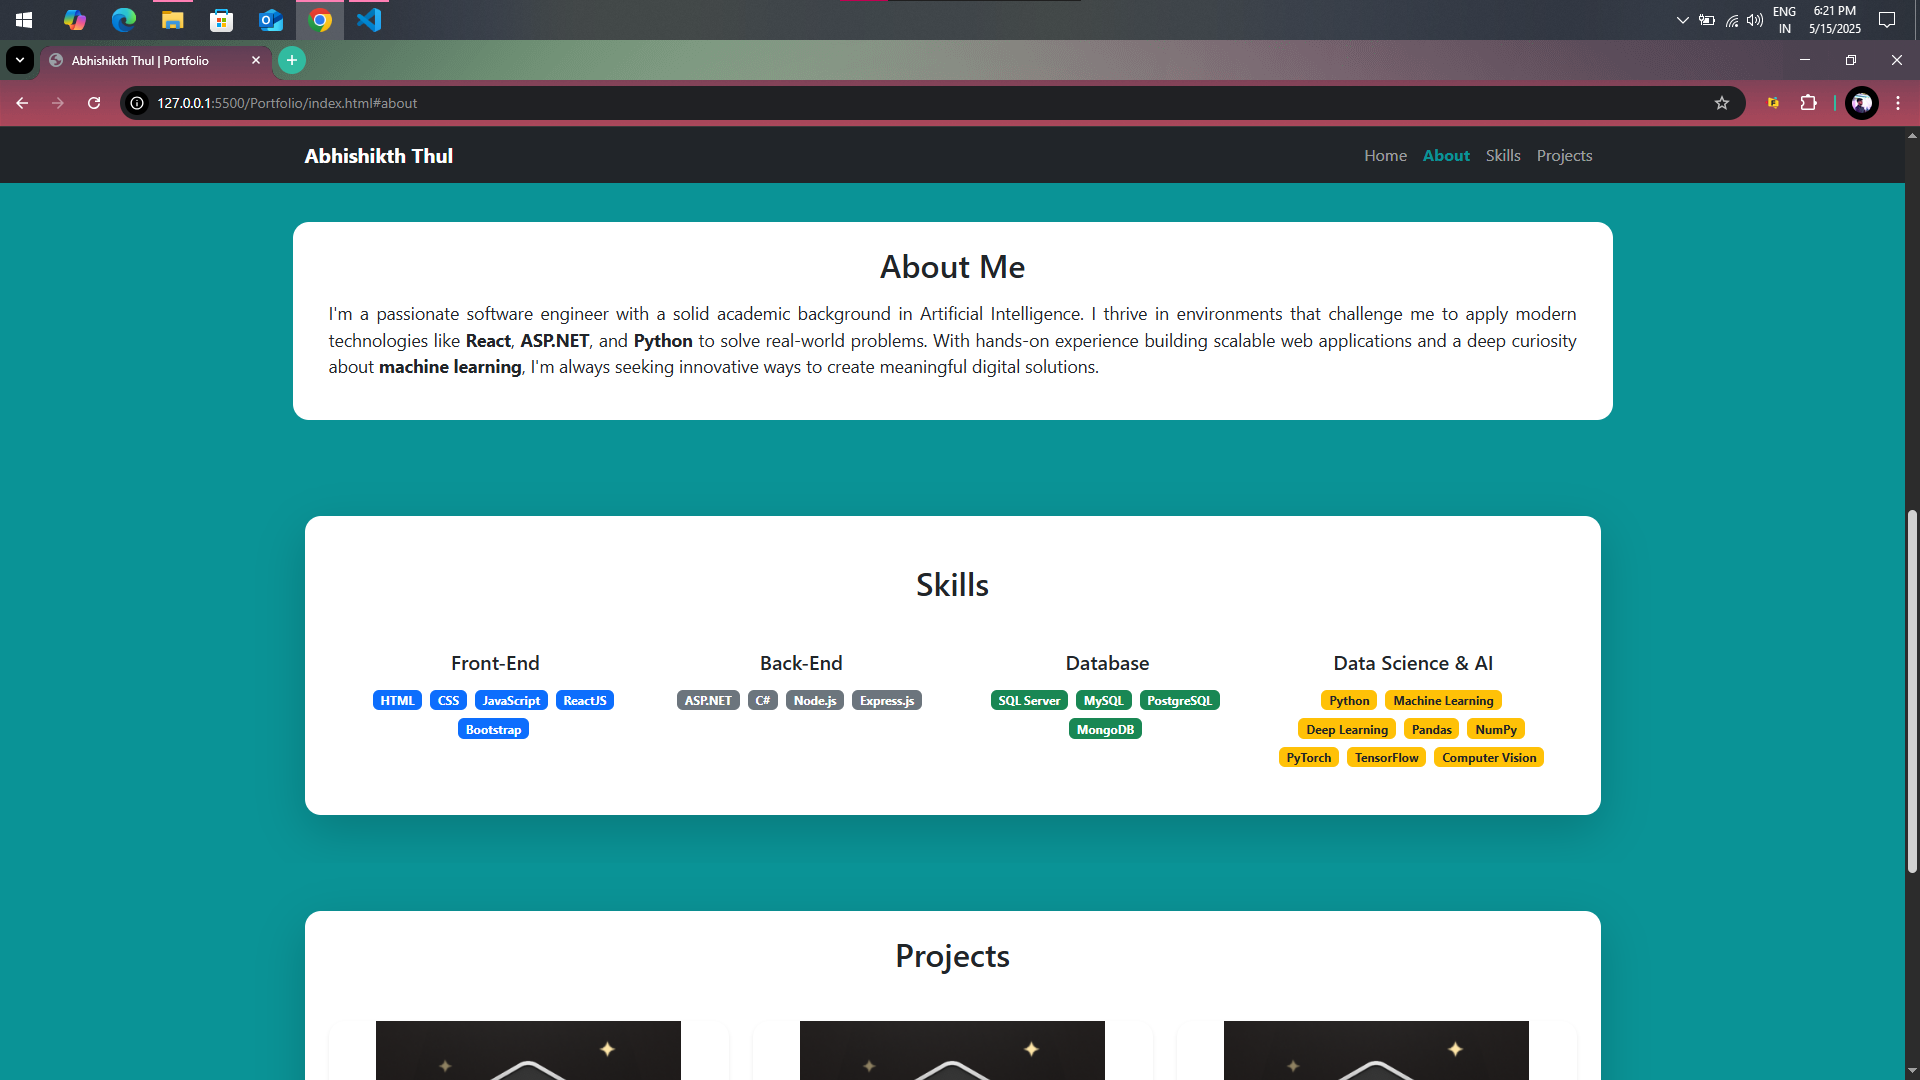 ENG
IN
6:21 PM
5/15/2025
Abhishikth Thul | Portfolio
127.0.0.1:5500/Portfolio/index.html#about
Abhishikth Thul
Home About Skills Projects
About Me
I'm a passionate software engineer with a solid academic background in Artificial Intelligence. I thrive in environments that challenge me to apply modern
technologies like React, ASP.NET, and Python to solve real-world problems. With hands-on experience building scalable web applications and a deep curiosity
about machine learning, I'm always seeking innovative ways to create meaningful digital solutions.
Skills
Front-End
HTML CSS JavaScript ReactJS
Bootstrap
Back-End
ASP.NET C# Node.js Express.js
Database
SQL Server MySQL PostgreSQL
MongoDB
Data Science & AI
Python Machine Learning
Deep Learning Pandas NumPy
PyTorch TensorFlow Computer Vision
Projects